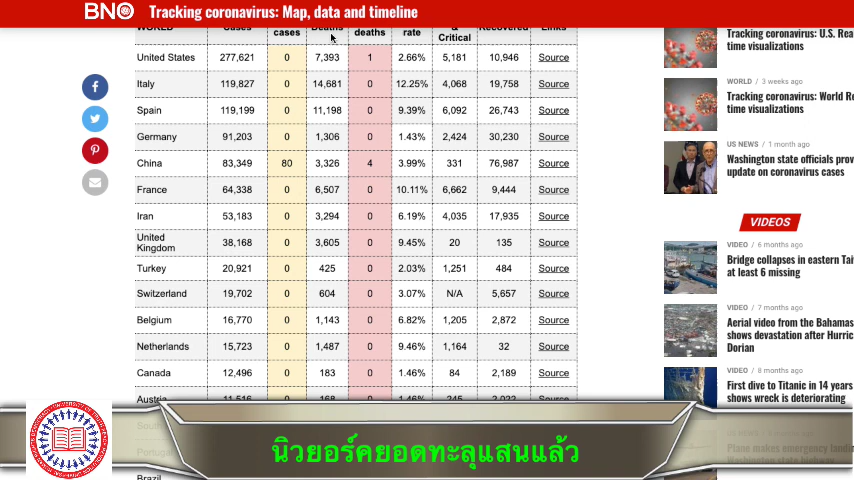 BNO Tracking coronavirus: Map, data and timeline
cases deaths rate Critical
United States 277,621 0 7,393 1 2.66% 5,181 10,946 Source
Italy 119,827 0 14,681 0 12.25% 4,068 19,758 Source
Spain 119,199 0 11,198 0 9.39% 6,092 26,743 Source
Germany 91,203 0 1,306 0 1.43% 2,424 30,230 Source
China 83,349 80 3,326 4 3.99% 331 76,987 Source
France 64,338 0 6,507 0 10.11% 6,662 9,444 Source
Iran 53,183 0 3,294 0 6.19% 4,035 17,935 Source
United
Kingdom 38,168 0 3,605 0 9.45% 20 135 Source
Turkey 20,921 0 425 0 2.03% 1,251 484 Source
Switzerland 19,702 0 604 0 3.07% N/A 5,657 Source
Belgium 16,770 0 1,143 0 6.82% 1,205 2,872 Source
Netherlands 15,723 0 1,487 0 9.46% 1,164 32 Source
Canada 12,496 0 183 0 1.46% 84 2,189 Source
Austria 11,516 0 168 0 1.46% 245 2,022 Source
Brazil
Tracking coronavirus: U.S. Rea
time visualizations
WORLD / 3 weeks ago
Tracking coronavirus: World Re
time visualizations
US NEWS / 1 month ago
Washington state officials prov
update on coronavirus cases
VIDEOS
VIDEO / 6 months ago
Bridge collapses in eastern Tai
at least 6 missing
VIDEO / 7 months ago
Aerial video from the Bahamas
shows devastation after Hurric
Dorian
VIDEO / 8 months ago
First dive to Titanic in 14 years
shows wreck is deteriorating
Plane makes emergency landi
นิวยอร์คยอดทะลุแสนแล้ว